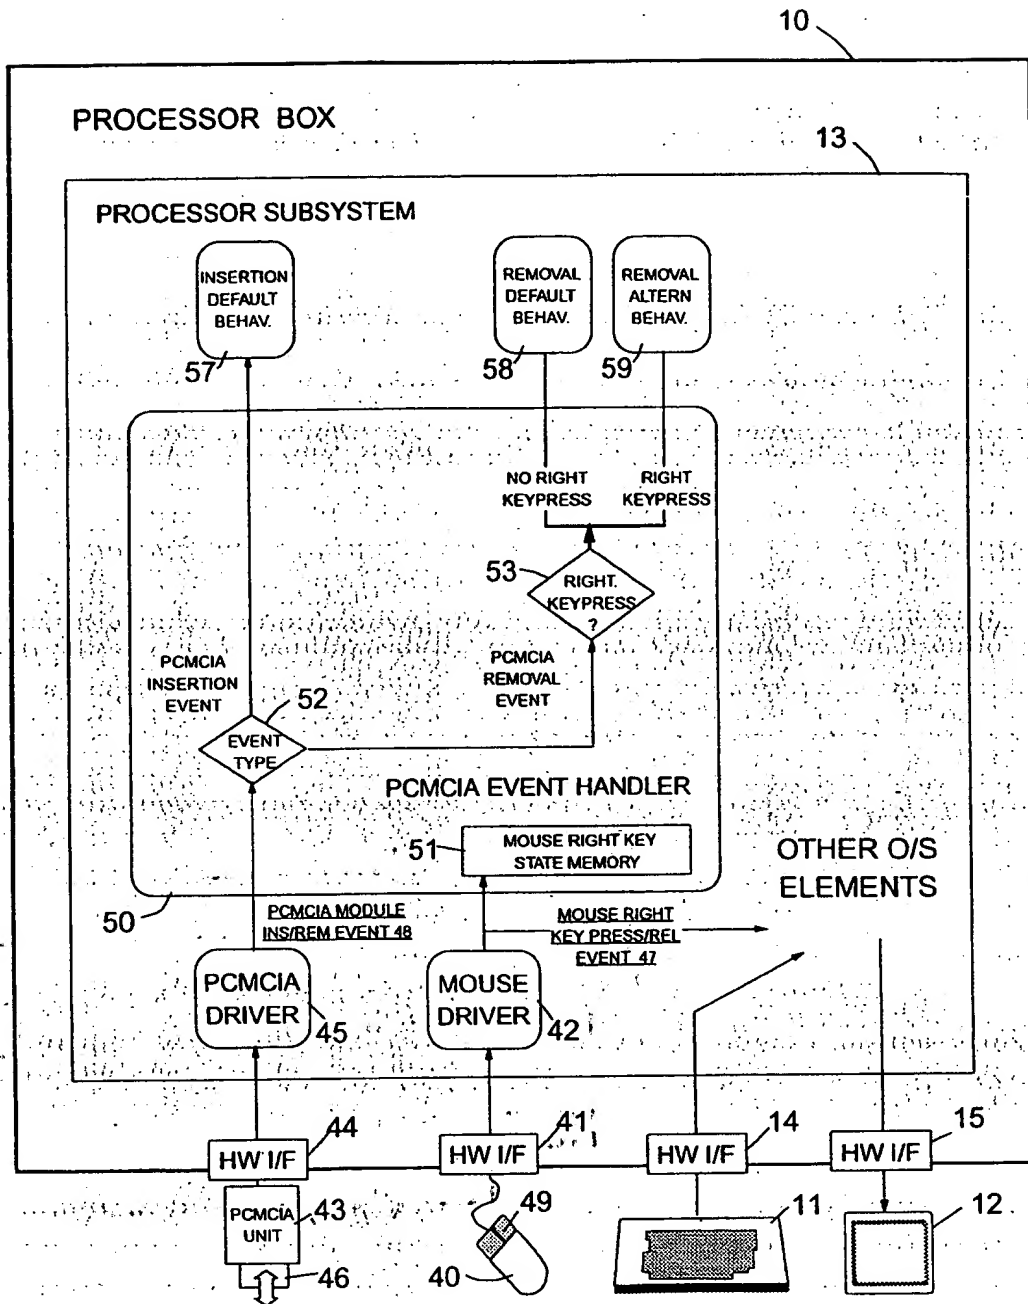 10
PROCESSOR BOX
13
PROCESSOR SUBSYSTEM
INSERTION
DEFAULT
BEHAV.
57
REMOVAL
DEFAULT
BEHAV.
58
REMOVAL
ALTERN
BEHAV.
59
NO RIGHT
KEYPRESS
RIGHT
KEYPRESS
53
RIGHT.
KEYPRESS
?
PCMCIA
INSERTION
EVENT
PCMCIA
REMOVAL
EVENT
52
EVENT
TYPE
PCMCIA EVENT HANDLER
51
MOUSE RIGHT KEY
STATE MEMORY
OTHER O/S
ELEMENTS
50
PCMCIA MODULE
INS/REM EVENT 48
MOUSE RIGHT
KEY PRESS/REL
EVENT 47
PCMCIA
DRIVER
45
MOUSE
DRIVER
42
44
HW I/F
41
HW I/F
14
HW I/F
15
HW I/F
PCMCIA
UNIT
43
46
49
40
11
12